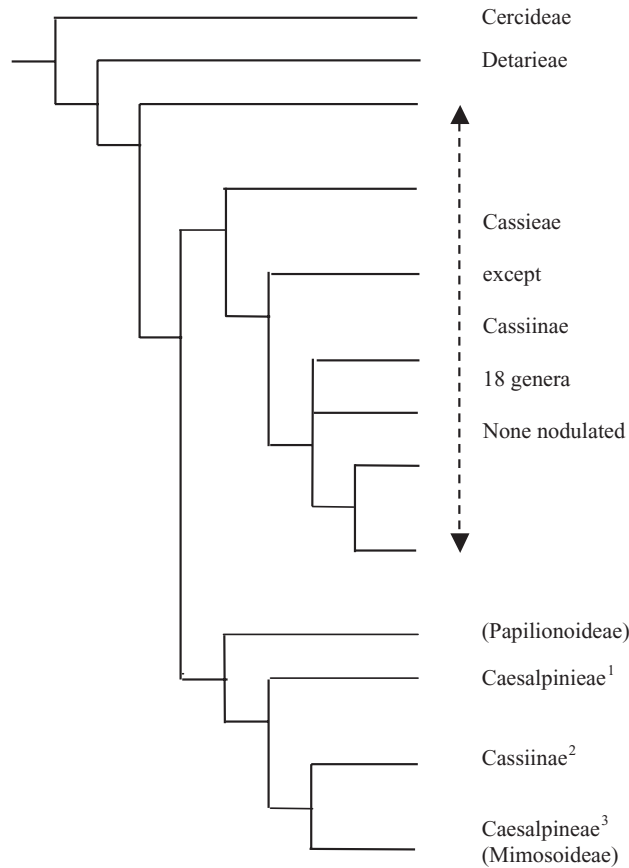 Cercideae
Detarieae
Cassieae
except
Cassiinae
18 genera
None nodulated
(Papilionoideae)
Caesalpinieae¹
Cassiinae²
Caesalpineae³
(Mimosoideae)